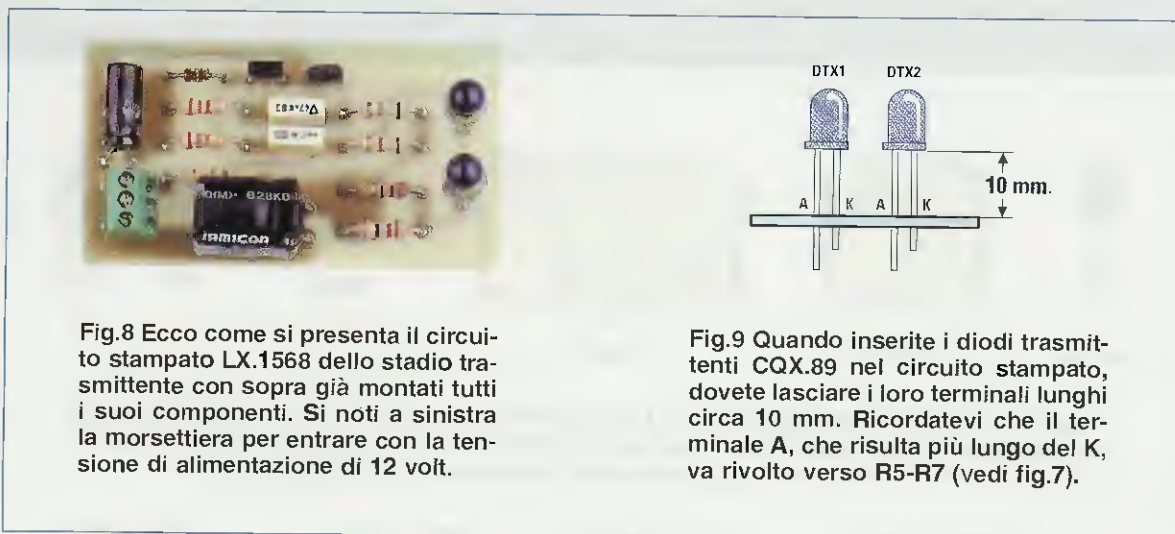 DTX1 DTX2
10 mm.
A K A K
Fig.8 Ecco come si presenta il circui-
to stampato LX.1568 dello stadio tra-
smittente con sopra già montati tutti
i suoi componenti. Si noti a sinistra
la morsettiera per entrare con la ten-
sione di alimentazione di 12 volt.
Fig.9 Quando inserite i diodi trasmit-
tenti CQX.89 nel circuito stampato,
dovete lasciare i loro terminali lunghi
circa 10 mm. Ricordatevi che il ter-
minale A, che risulta più lungo del K,
va rivolto verso R5-R7 (vedi fig.7).